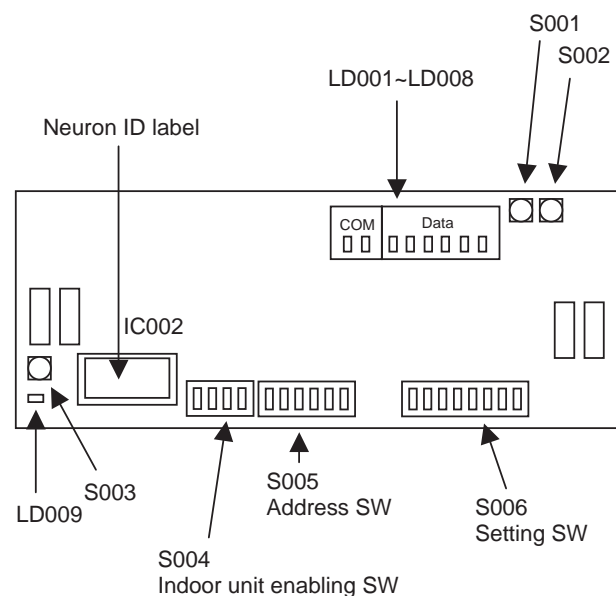 S001
S002
LD001~LD008
Neuron ID label
COM
Data
IC002
S003
LD009
S005
Address SW
S006
Setting SW
S004
Indoor unit enabling SW